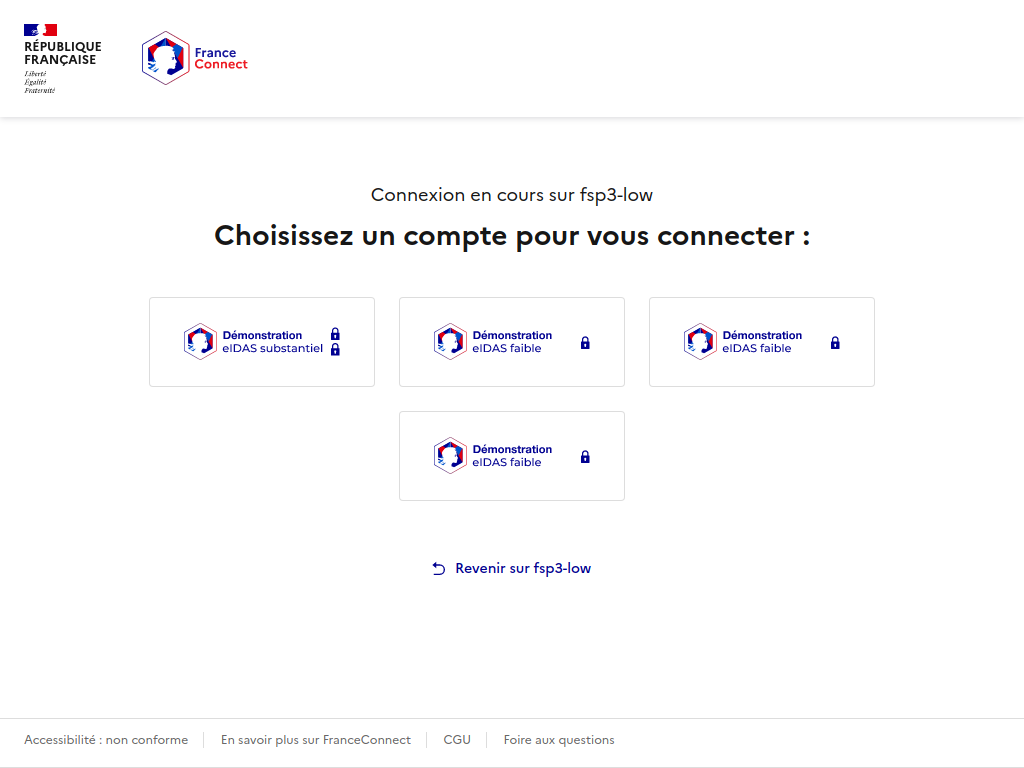 RÉPUBLIQUE
FRANÇAISE
Liberté
Égalité
Fraternité
France
Connect
Connexion en cours sur fsp3-low
Choisissez un compte pour vous connecter :
Démonstration
eIDAS substantiel
Démonstration
eIDAS faible
Démonstration
eIDAS faible
Démonstration
eIDAS faible
Revenir sur fsp3-low
Accessibilité : non conforme
En savoir plus sur FranceConnect
CGU
Foire aux questions